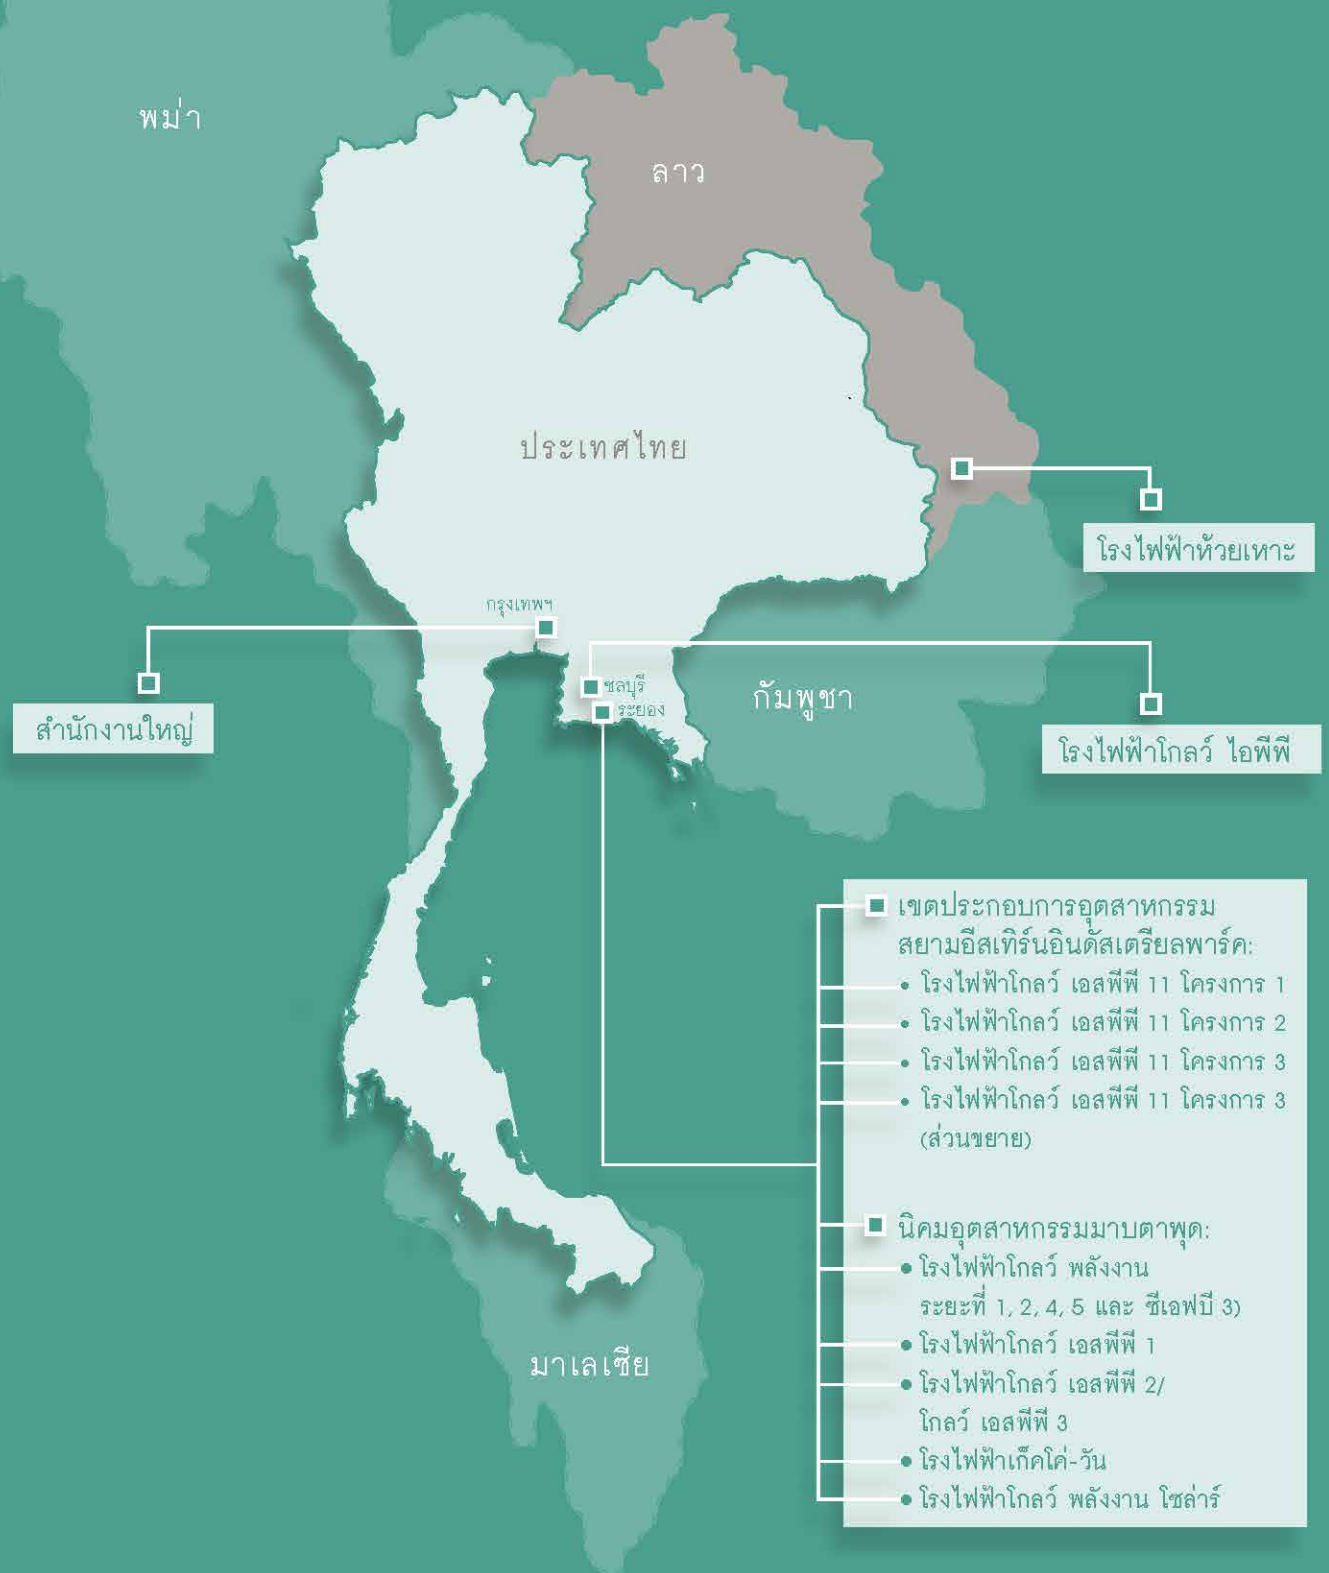 พม่า
ลาว
ประเทศไทย
โรงไฟฟ้าห้วยเหาะ
กรุงเทพฯ
สำนักงานใหญ่
ชลบุรี
ระยอง
กัมพูชา
โรงไฟฟ้าโกลว์ ไอพีพี
เขตประกอบการอุตสาหกรรม
สยามอีสเทิร์นอินดัสเตรียลพาร์ค:
• โรงไฟฟ้าโกลว์ เอสพีพี 11 โครงการ 1
• โรงไฟฟ้าโกลว์ เอสพีพี 11 โครงการ 2
• โรงไฟฟ้าโกลว์ เอสพีพี 11 โครงการ 3
• โรงไฟฟ้าโกลว์ เอสพีพี 11 โครงการ 3
(ส่วนขยาย)
นิคมอุตสาหกรรมมาบตาพุด:
• โรงไฟฟ้าโกลว์ พลังงาน
ระยะที่ 1, 2, 4, 5 และ ซีเอฟบี 3)
• โรงไฟฟ้าโกลว์ เอสพีพี 1
• โรงไฟฟ้าโกลว์ เอสพีพี 2/
โกลว์ เอสพีพี 3
• โรงไฟฟ้าเก็คโค่-วัน
• โรงไฟฟ้าโกลว์ พลังงาน โซล่าร์
มาเลเซีย